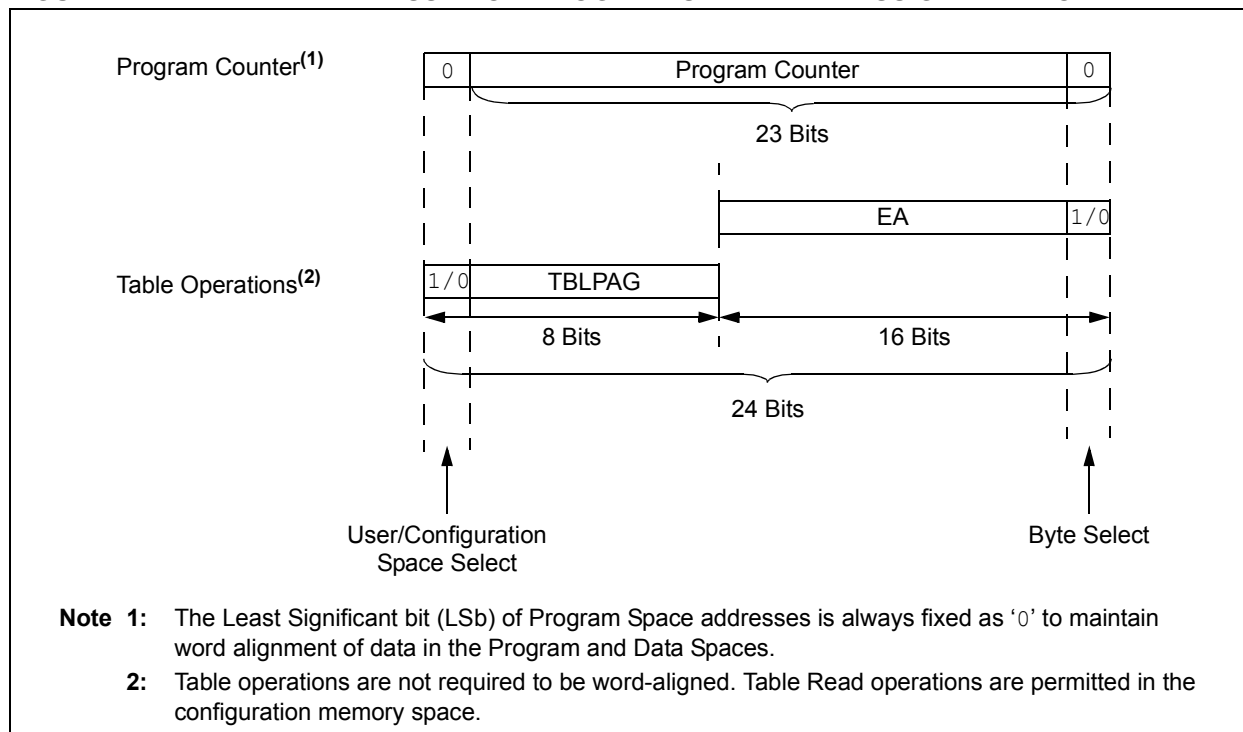 Program Counter(1)
0
Program Counter
0
23 Bits
EA
1/0
Table Operations(2)
1/0
TBLPAG
8 Bits
16 Bits
24 Bits
User/Configuration
Space Select
Byte Select
Note 1: The Least Significant bit (LSb) of Program Space addresses is always fixed as ‘0’ to maintain
word alignment of data in the Program and Data Spaces.
2: Table operations are not required to be word-aligned. Table Read operations are permitted in the
configuration memory space.